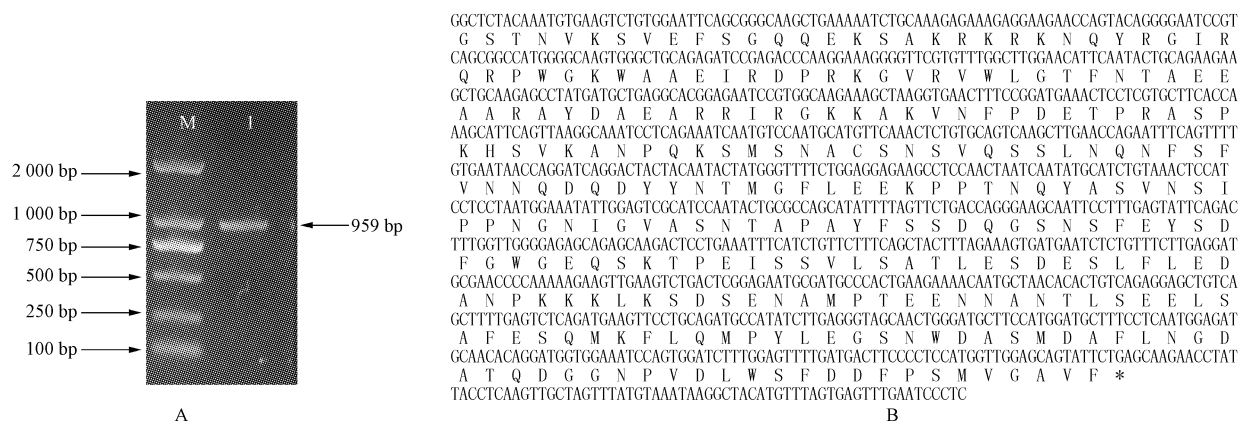 M 1
2 000 bp
1 000 bp
959 bp
750 bp
500 bp
250 bp
100 bp
A
GGCTCTACAAATGTGAAGTCTGTGGAATTCAGCGGGCAAGCTGAAAAATCTGCAAAGAGAAAGAGGAAGAACCAGTACAGGGGAATCCGT
G S T N V K S V E F S G Q Q E K S A K R K R K N Q Y R G I R
CAGCGGCCATGGGGCAAGTGGGCTGCAGAGATCCGAGACCCAAGGAAAGGGGTTCGTGTTTGGCTTGGAACATTCAATACTGCAGAAGAA
Q R P W G K W A A E I R D P R K G V R V W L G T F N T A E E
GCTGCAAGAGCCTATGATGCTGAGGCACGGAGAATCCGTGGCAAGAAAGCTAAGGTGAACTTTCCGGATGAAACTCCTCGTGCTTCACCA
A A R A Y D A E A R R I R G K K A K V N F P D E T P R A S P
AAGCATTCAGTTAAGGCAAATCCTCAGAAATCAATGTCCAATGCATGTTCAAACTCTGTGCAGTCAAGCTTGAACCAGAATTTCAGTTTT
K H S V K A N P Q K S M S N A C S N S V Q S S L N Q N F S F
GTGAATAACCAGGATCAGGACTACTACAATACTATGGGTTTTCTGGAGGAGAAGCCTCCAACTAATCAATATGCATCTGTAAACTCCAT
V N N Q D Q D Y Y N T M G F L E E K P P T N Q Y A S V N S I
CCTCCTAATGGAAATATTGGAGTCGCATCCAATACTGCGCCAGCATATTTTAGTTCTGACCAGGGAAGCAATTCCTTTGAGTATTCAGAC
P P N G N I G V A S N T A P A Y F S S D Q G S N S F E Y S D
TTTGGTTGGGGAGAGCAGAGCAAGACTCCTGAAATTTCATCTGTTCTTTCAGCTACTTTAGAAAGTGATGAATCTCTGTTTCTTGAGGAT
F G W G E Q S K T P E I S S V L S A T L E S D E S L F L E D
GCGAACCCCAAAAAGAAGTTGAAGTCTGACTCGGAGAATGCGATGCCCACTGAAGAAAACAATGCTAACACACTGTCAGAGGAGCTGTCA
A N P K K K L K S D S E N A M P T E E N N A N T L S E E L S
GCTTTTGAGTCTCAGATGAAGTTCCTGCAGATGCCATATCTTGAGGGTAGCAACTGGGATGCTTCCATGGATGCTTTCCTCAATGGAGAT
A F E S Q M K F L Q M P Y L E G S N W D A S M D A F L N G D
GCAACACAGGATGGTGGAAATCCAGTGGATCTTTGGAGTTTTGATGACTTCCCCTCCATGGTTGGAGCAGTATTCTGAGCAAGAACCTAT
A T Q D G G N P V D L W S F D D F P S M V G A V F *
TACCTCAAGTTGCTAGTTTATGTAAATAAGGCTACATGTTTAGTGAGTTTGAATCCCTC
B